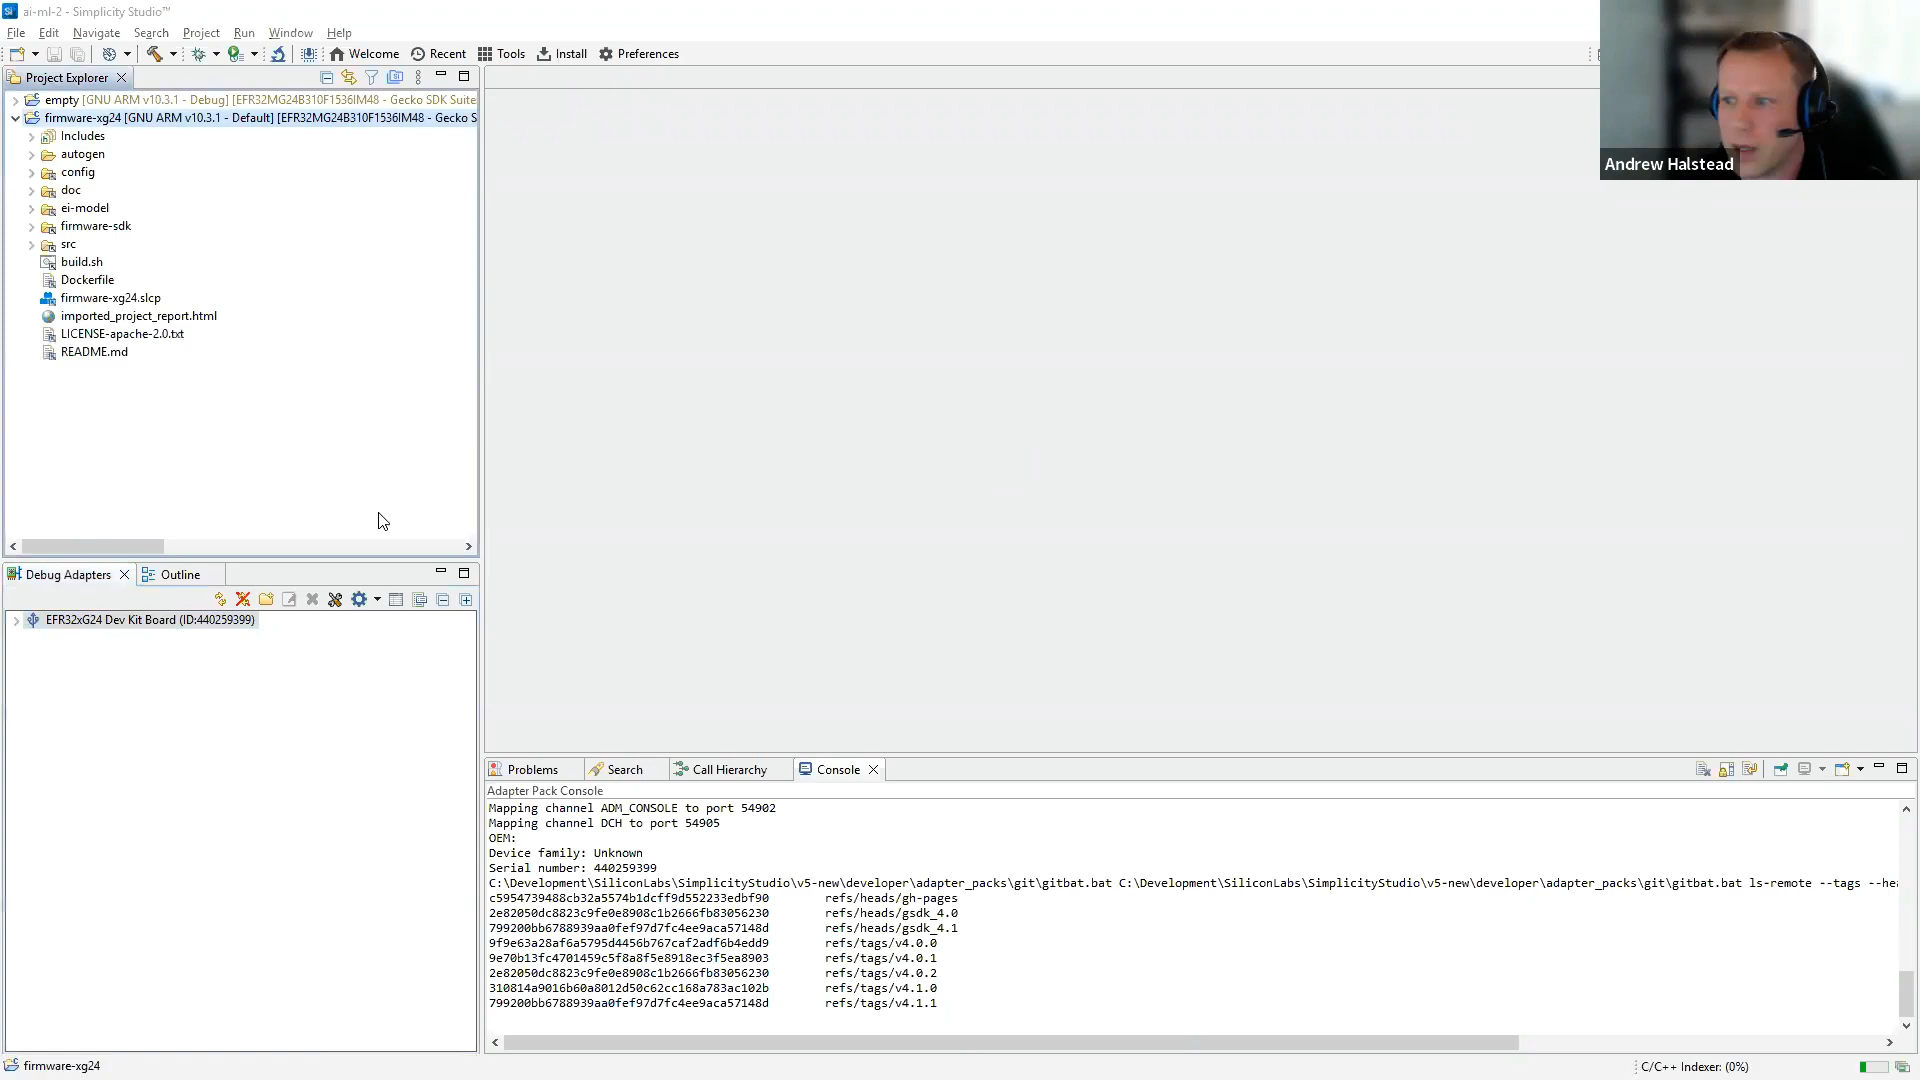 ai-ml-2 - Simplicity Studio™
File Edit Navigate Search Project Run Window Help
Welcome Recent Tools Install Preferences
Andrew Halstead
Project Explorer
empty [GNU ARM v10.3.1 - Debug] [EFR32MG24B310F1536IM48 - Gecko SDK Suite
firmware-xg24 [GNU ARM v10.3.1 - Default] [EFR32MG24B310F1536IM48 - Gecko S
Includes
autogen
config
doc
ei-model
firmware-sdk
src
build.sh
Dockerfile
firmware-xg24.slcp
imported_project_report.html
LICENSE-apache-2.0.txt
README.md
Debug Adapters Outline
EFR32xG24 Dev Kit Board (ID:440259399)
Problems Search Call Hierarchy Console
Adapter Pack Console
Mapping channel ADM_CONSOLE to port 54902
Mapping channel DCH to port 54905
OEM:
Device family: Unknown
Serial number: 440259399
C:\Development\SiliconLabs\SimplicityStudio\v5-new\developer\adapter_packs\git\gitbat.bat C:\Development\SiliconLabs\SimplicityStudio\v5-new\developer\adapter_packs\git\gitbat.bat ls-remote --tags --hea
c5954739488cb32a5574b1dcff9d552233edbf90 refs/heads/gh-pages
2e82050dc8823c9fe0e8908c1b2666fb83056230 refs/heads/gsdk_4.0
799200bb6788939aa0fef97d7fc4ee9aca57148d refs/heads/gsdk_4.1
9f9e63a28af6a5795d4456b767caf2adf6b4edd9 refs/tags/v4.0.0
9e70b13fc4701459c5f8a8f5e8918ec3f5ea8903 refs/tags/v4.0.1
2e82050dc8823c9fe0e8908c1b2666fb83056230 refs/tags/v4.0.2
310814a9016b60a8012d50c62cc168a783ac102b refs/tags/v4.1.0
799200bb6788939aa0fef97d7fc4ee9aca57148d refs/tags/v4.1.1
firmware-xg24
C/C++ Indexer: (0%)